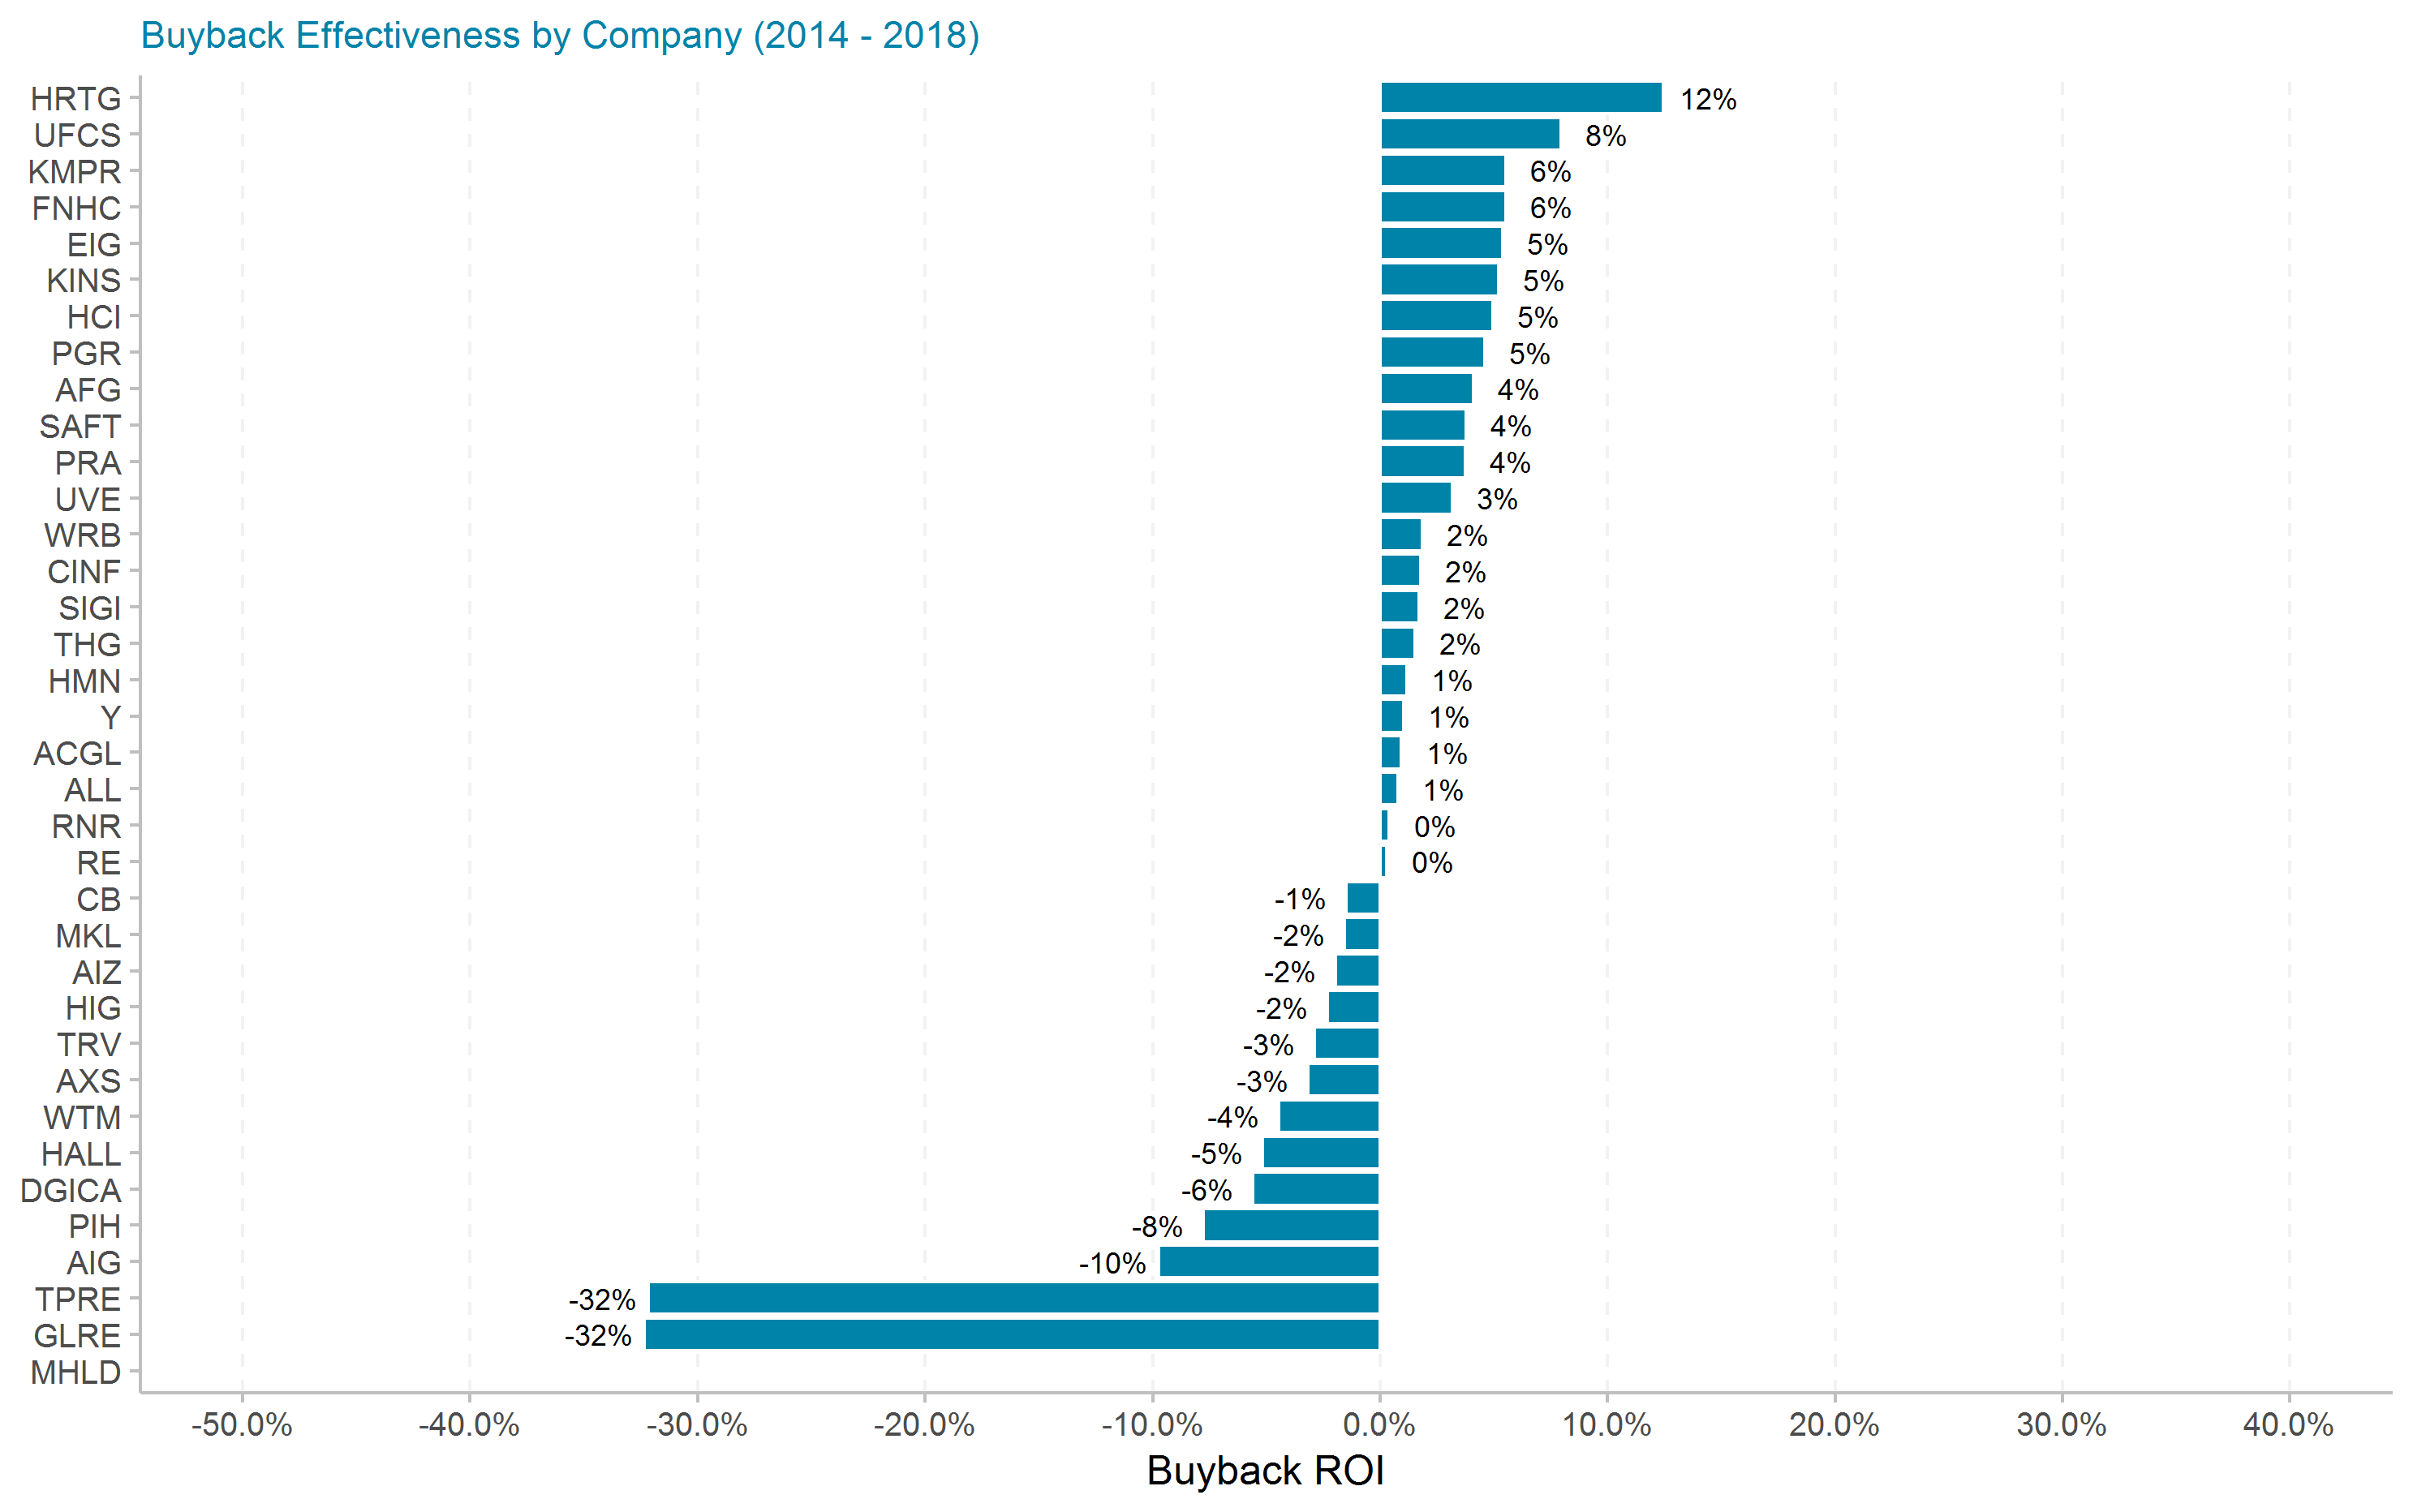 Buyback Effectiveness by Company (2014 - 2018)
HRTG 12%
UFCS 8%
KMPR 6%
FNHC 6%
EIG 5%
KINS 5%
HCI 5%
PGR 5%
AFG 4%
SAFT 4%
PRA 4%
UVE 3%
WRB 2%
CINF 2%
SIGI 2%
THG 2%
HMN 1%
Y 1%
ACGL 1%
ALL 1%
RNR 0%
RE 0%
CB -1%
MKL -2%
AIZ -2%
HIG -2%
TRV -3%
AXS -3%
WTM -4%
HALL -5%
DGICA -6%
PIH -8%
AIG -10%
TPRE -32%
GLRE -32%
MHLD
-50.0% -40.0% -30.0% -20.0% -10.0% 0.0% 10.0% 20.0% 30.0% 40.0%
Buyback ROI